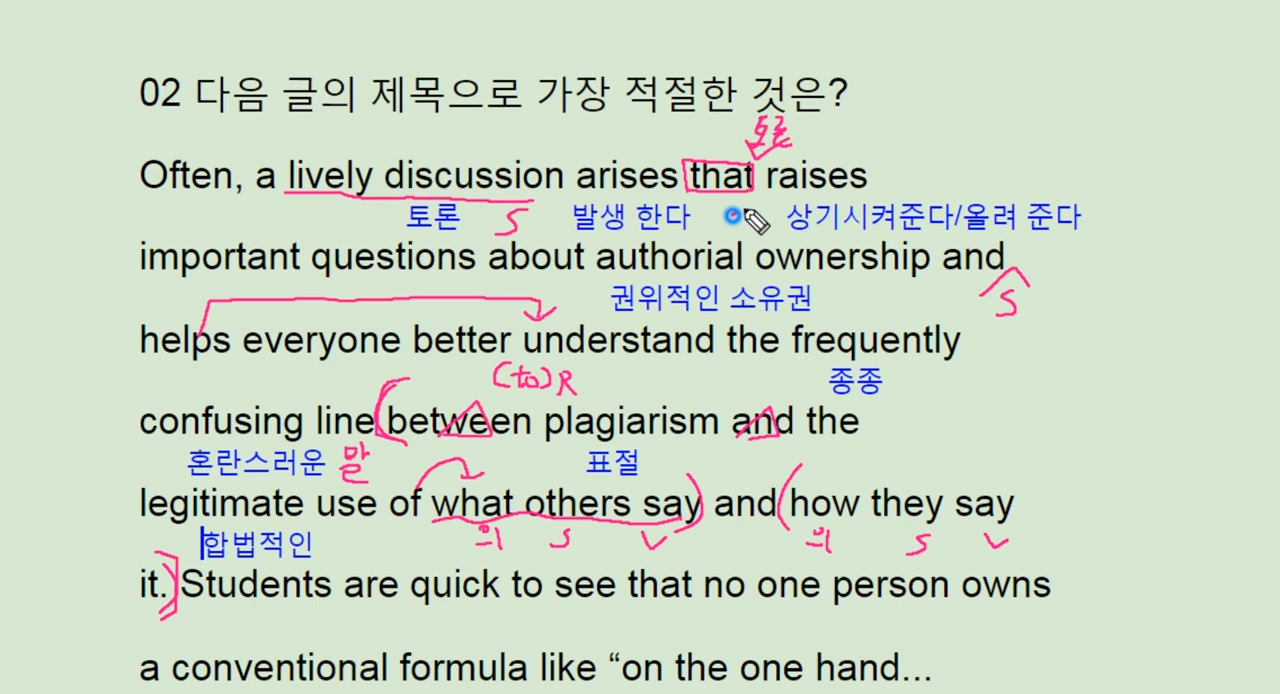 02 다음 글의 제목으로 가장 적절한 것은?
토론
Often, a lively discussion arises that raises
토론 S 발생 한다 상기시켜준다/올려 준다
important questions about authorial ownership and
권위적인 소유권 S
helps everyone better understand the frequently
(to) R 종종
confusing line between plagiarism and the
혼란스러운 말 표절
legitimate use of what others say and how they say
합법적인 의 S V 의 S V
it. Students are quick to see that no one person owns
a conventional formula like “on the one hand...